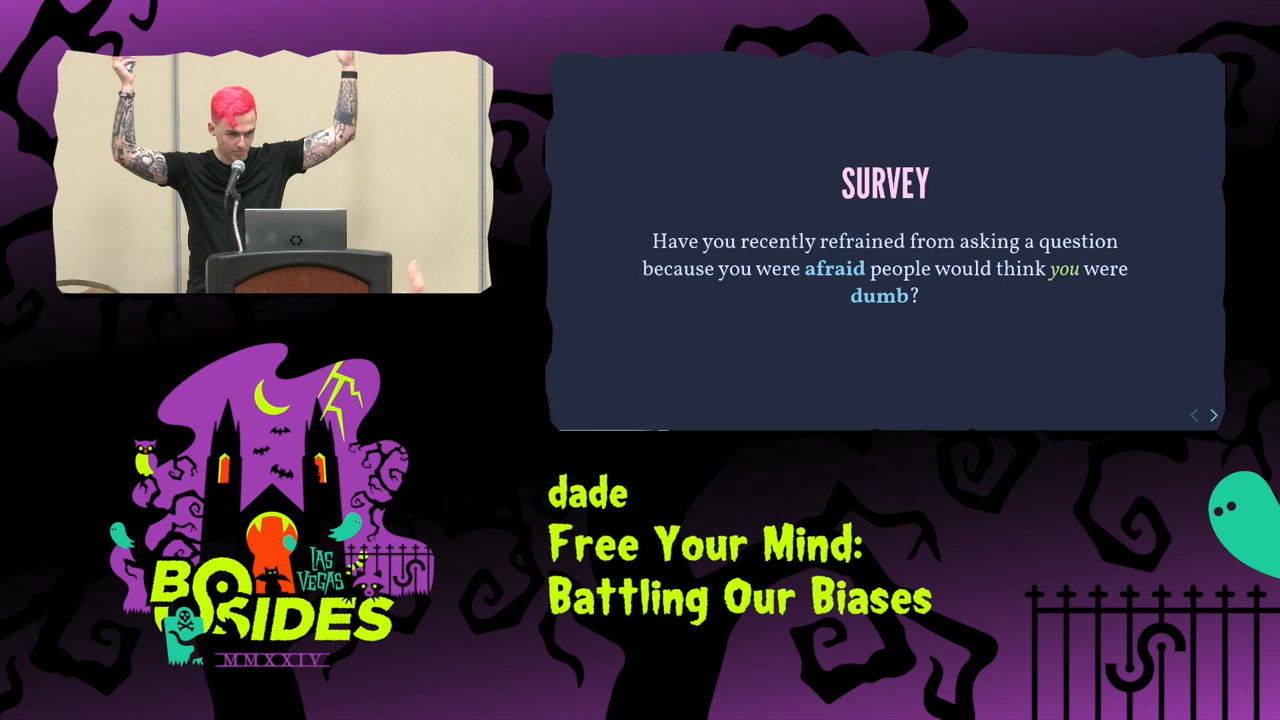 SURVEY
Have you recently refrained from asking a question
because you were afraid people would think you were
dumb?
LAS
VEGAS
BSIDES
MMXXIV
dade
Free Your Mind:
Battling Our Biases